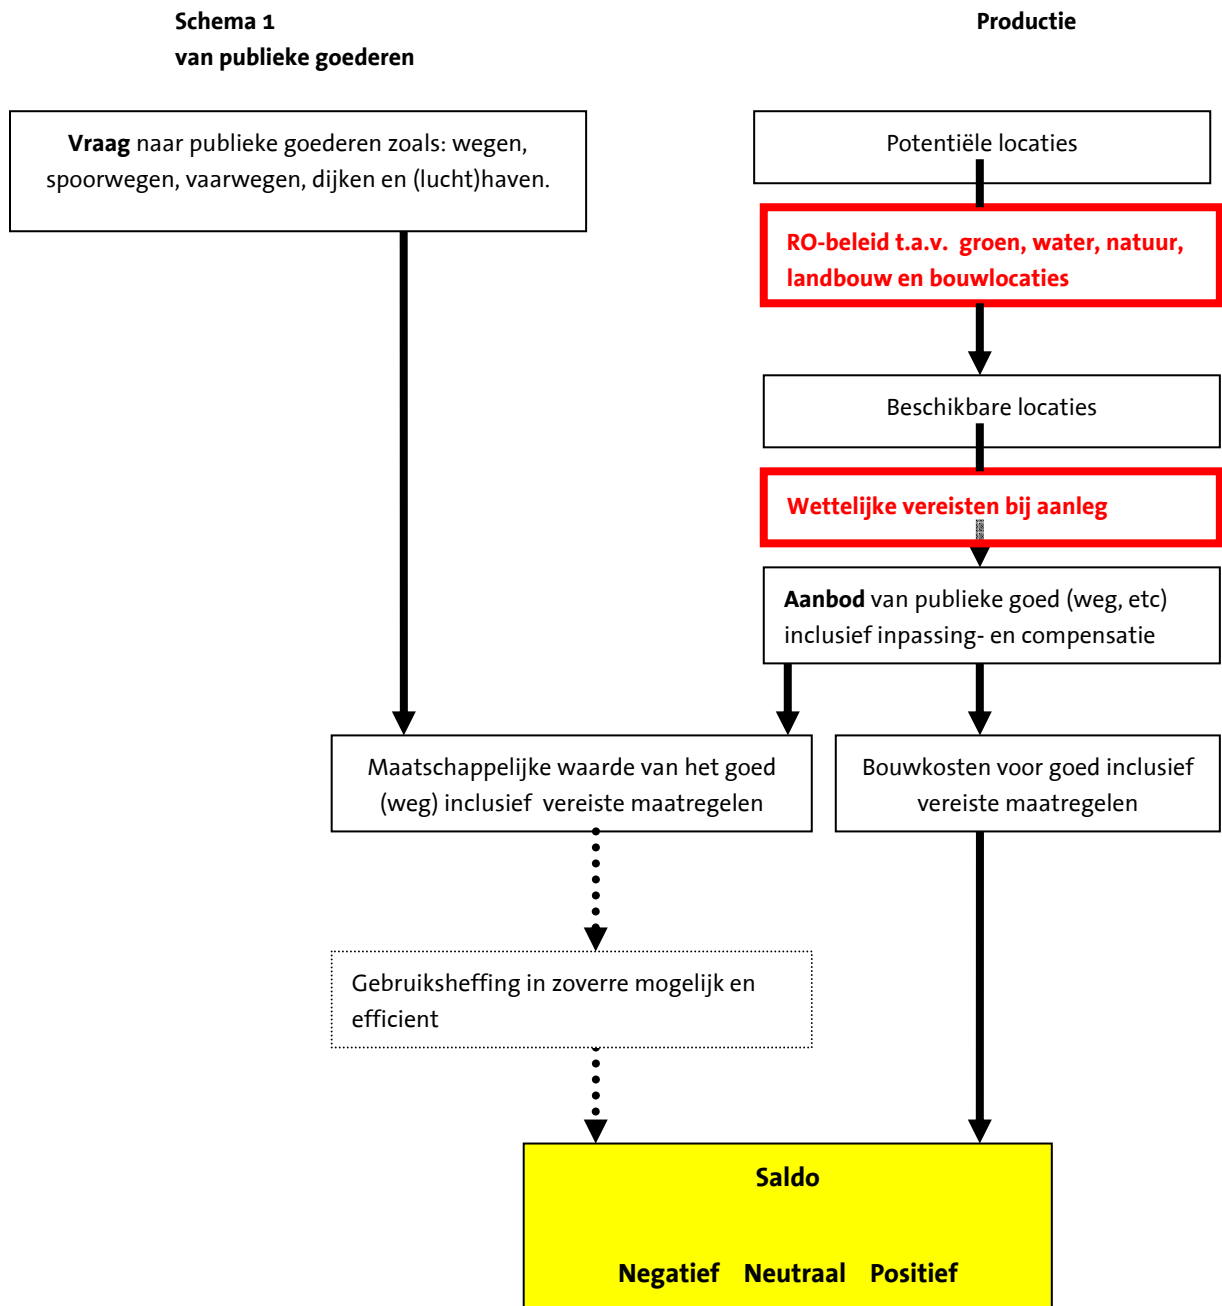 Schema 1 Productie
van publieke goederen
Vraag naar publieke goederen zoals: wegen,
spoorwegen, vaarwegen, dijken en (lucht)haven.
Potentiële locaties
RO-beleid t.a.v. groen, water, natuur,
landbouw en bouwlocaties
Beschikbare locaties
Wettelijke vereisten bij aanleg
Aanbod van publieke goed (weg, etc)
inclusief inpassing- en compensatie
Maatschappelijke waarde van het goed
(weg) inclusief vereiste maatregelen
Bouwkosten voor goed inclusief
vereiste maatregelen
Gebruiksheffing in zoverre mogelijk en
efficient
Saldo
Negatief Neutraal Positief